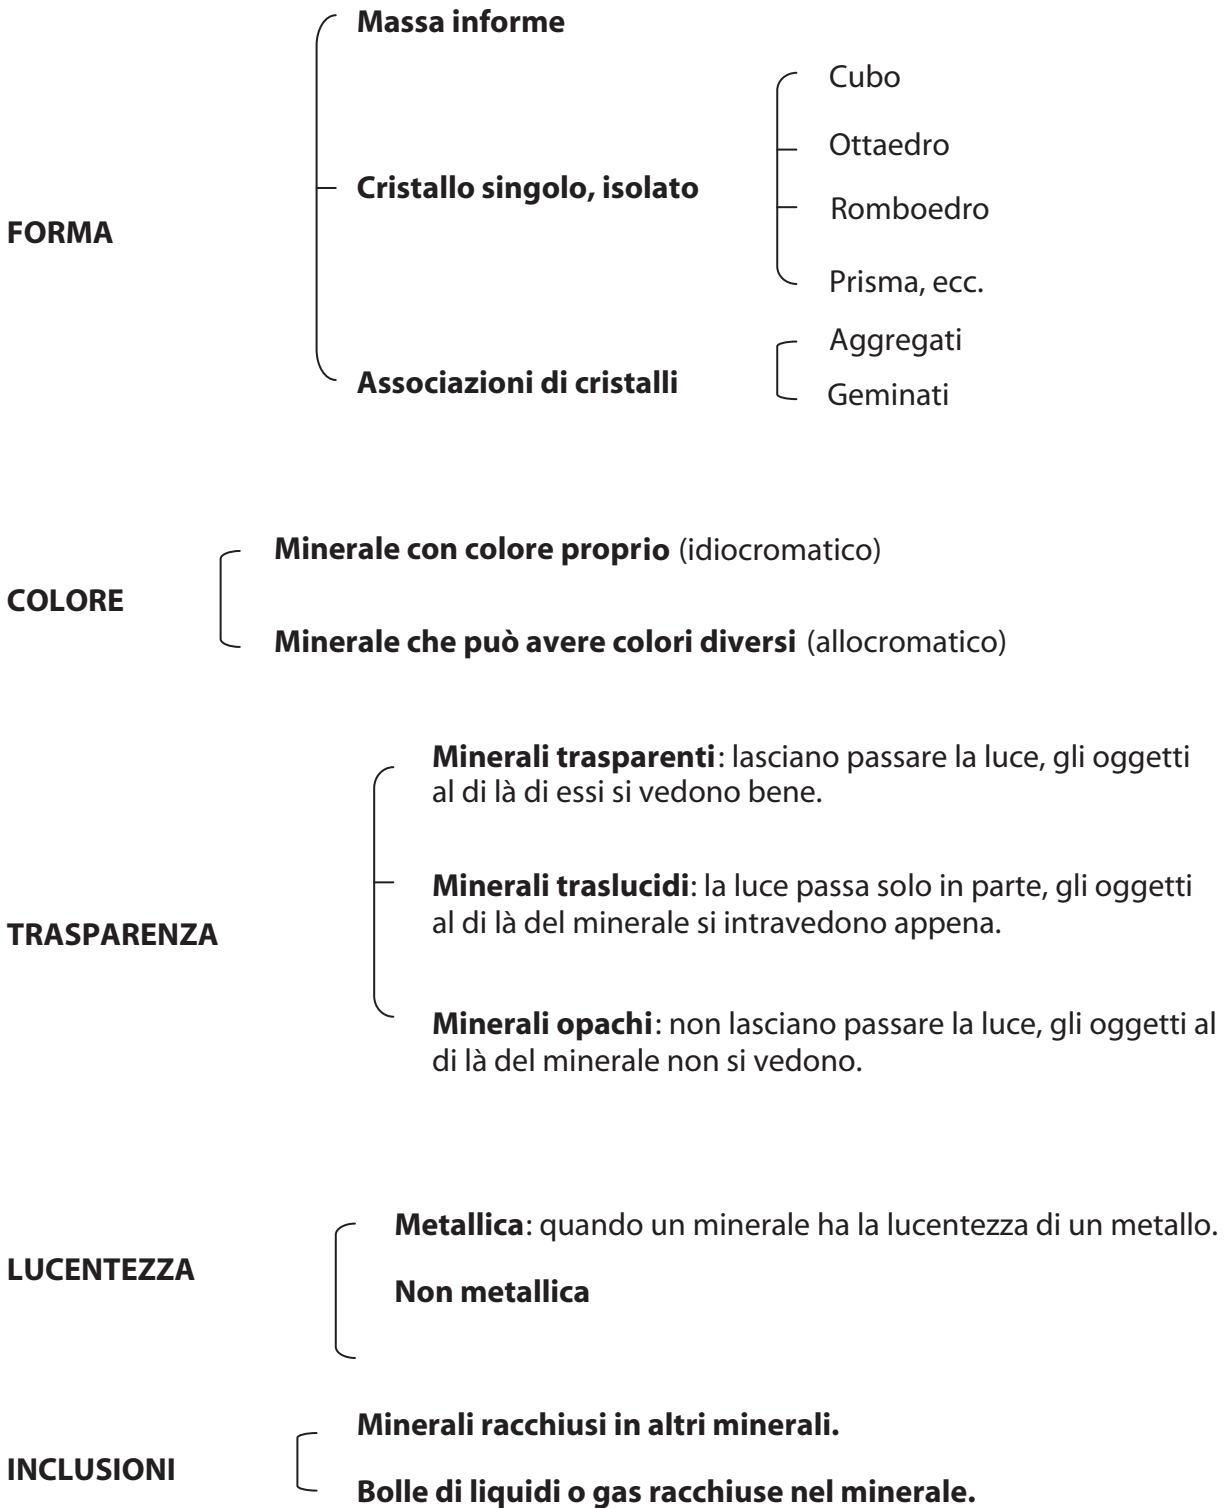 Massa informe
Cubo
Ottaedro
Cristallo singolo, isolato
Romboedro
FORMA
Prisma, ecc.
Aggregati
Associazioni di cristalli
Geminati
Minerale con colore proprio (idiocromatico)
COLORE
Minerale che può avere colori diversi (allocromatico)
Minerali trasparenti: lasciano passare la luce, gli oggetti
al di là di essi si vedono bene.
Minerali traslucidi: la luce passa solo in parte, gli oggetti
al di là del minerale si intravedono appena.
TRASPARENZA
Minerali opachi: non lasciano passare la luce, gli oggetti al
di là del minerale non si vedono.
Metallica: quando un minerale ha la lucentezza di un metallo.
LUCENTEZZA
Non metallica
Minerali racchiusi in altri minerali.
INCLUSIONI
Bolle di liquidi o gas racchiuse nel minerale.